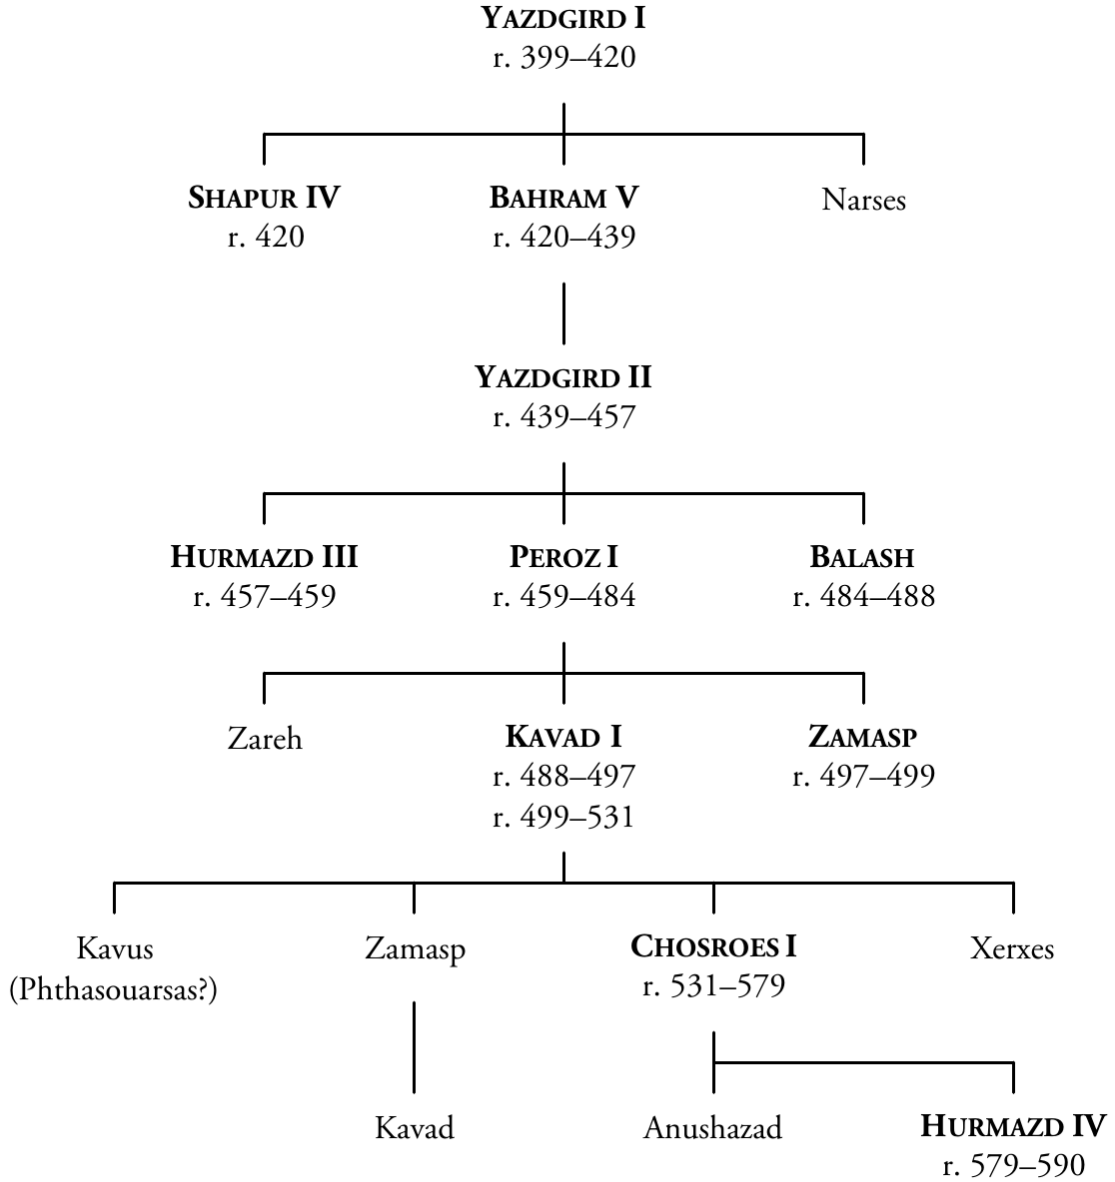 YAZDGIRD I
r. 399–420
SHAPUR IV
r. 420
BAHRAM V
r. 420–439
Narses
YAZDGIRD II
r. 439–457
HURMAZD III
r. 457–459
PEROZ I
r. 459–484
BALASH
r. 484–488
Zareh
KAVAD I
r. 488–497
r. 499–531
ZAMASP
r. 497–499
Kavus
(Phthasouarsas?)
Zamasp
CHOSROES I
r. 531–579
Xerxes
Kavad
Anushazad
HURMAZD IV
r. 579–590